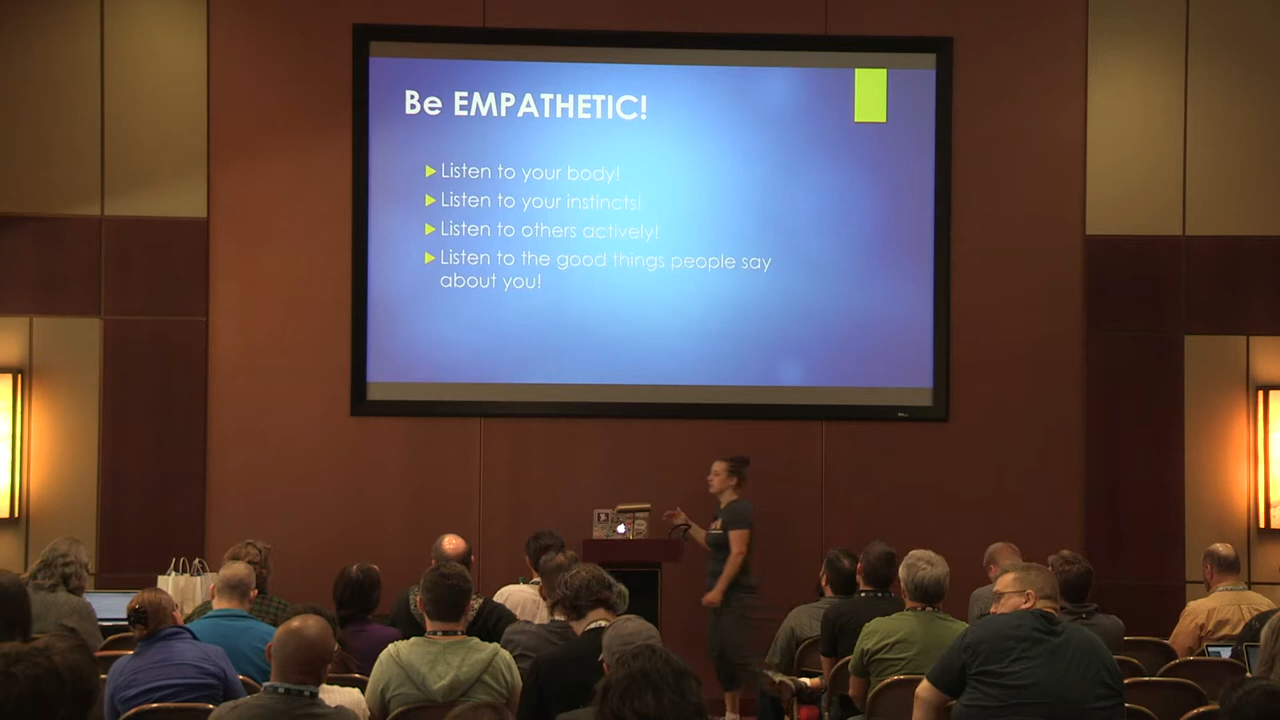 Be EMPATHETIC!
Listen to your body!
Listen to your instincts!
Listen to others actively!
Listen to the good things people say
about you!